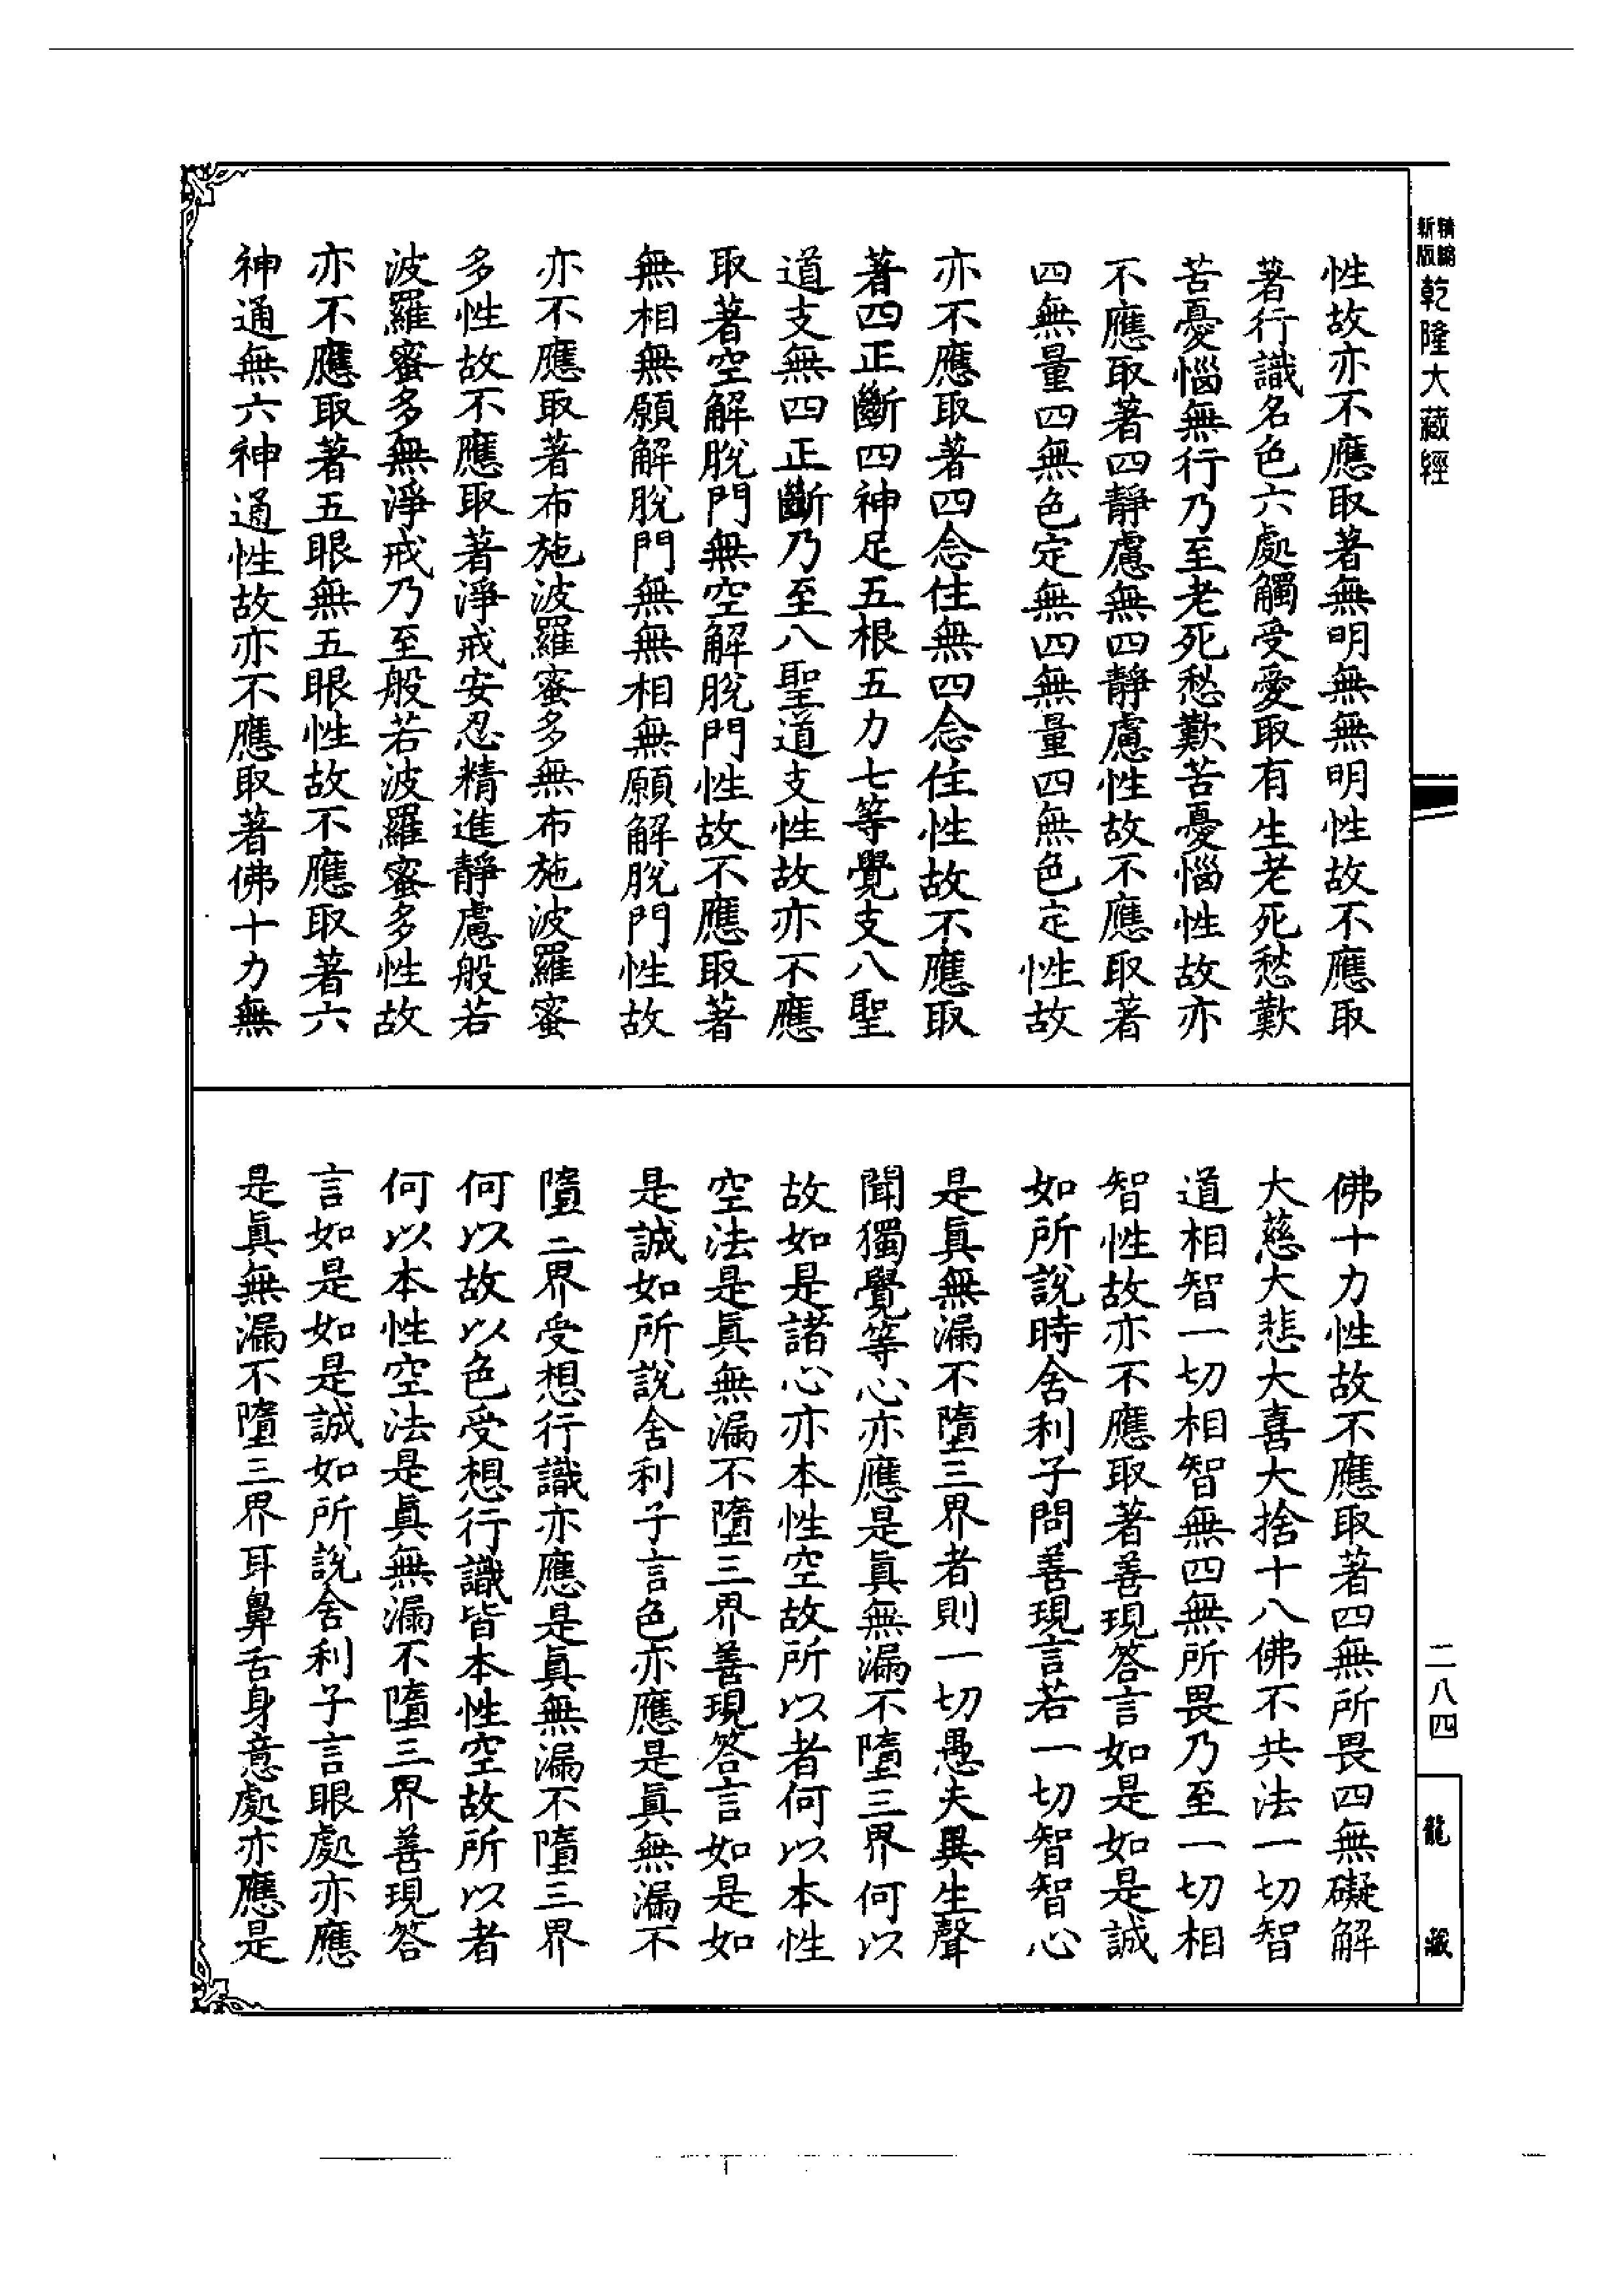 精縮
新版
乾隆大藏經
性故亦不應取著無明無無明性故不應取
著行識名色六處觸受愛取有生老死愁歎
苦憂惱無行乃至老死愁歎苦憂惱性故亦
不應取著四靜慮無四靜慮性故不應取著
四無量四無色定無四無量四無色定性故
亦不應取著四念住無四念住性故不應取
著四正斷四神足五根五力七等覺支八聖
道支無四正斷乃至八聖道支性故亦不應
取著空解脫門無空解脫門性故不應取著
無相無願解脫門無無相無願解脫門性故
亦不應取著布施波羅蜜多無布施波羅蜜
多性故不應取著淨戒安忍精進靜慮般若
波羅蜜多無淨戒乃至般若波羅蜜多性故
亦不應取著五眼無五眼性故不應取著六
神通無六神通性故亦不應取著佛十力無
佛十力性故不應取著四無所畏四無礙解
大慈大悲大喜大捨十八佛不共法一切智
道相智一切相智無四無所畏乃至一切相
智性故亦不應取著善現答言如是如是誠
如所說時舍利子問善現言若一切智智心
是眞無漏不墮三界者則一切愚夫異生聲
聞獨覺等心亦應是眞無漏不墮三界何以
故如是諸心亦本性空故所以者何以本性
空法是眞無漏不墮三界善現答言如是如
是誠如所說舍利子言色亦應是眞無漏不
墮二界受想行識亦應是眞無漏不墮三界
何以故以色受想行識皆本性空故所以者
何以本性空法是眞無漏不墮三界善現答
言如是如是誠如所說舍利子言眼處亦應
是眞無漏不墮三界耳鼻舌身意處亦應是
二八四
龍藏